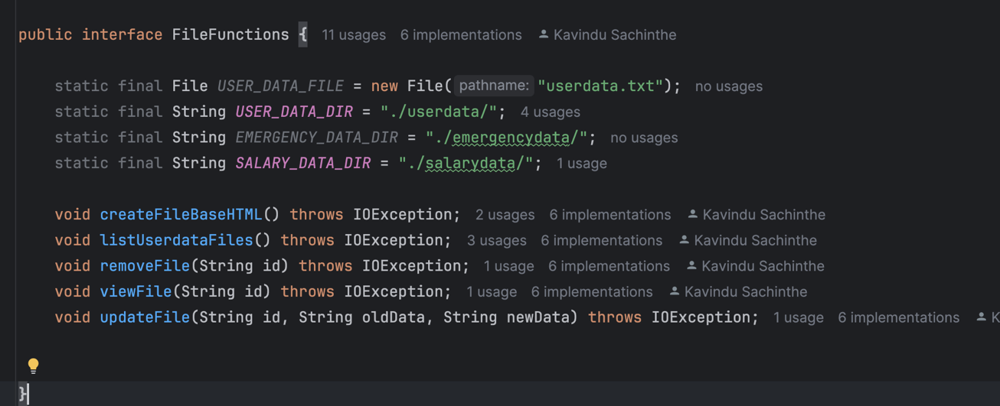 public interface FileFunctions { 11 usages 6 implementations Kavindu Sachinthe
static final File USER_DATA_FILE = new File( pathname: "userdata.txt"); no usages
static final String USER_DATA_DIR = "./userdata/"; 4 usages
static final String EMERGENCY_DATA_DIR = "./emergencydata/"; no usages
static final String SALARY_DATA_DIR = "./salarydata/"; 1 usage
void createFileBaseHTML() throws IOException; 2 usages 6 implementations Kavindu Sachinthe
void listUserdataFiles() throws IOException; 3 usages 6 implementations Kavindu Sachinthe
void removeFile(String id) throws IOException; 1 usage 6 implementations Kavindu Sachinthe
void viewFile(String id) throws IOException; 1 usage 6 implementations Kavindu Sachinthe
void updateFile(String id, String oldData, String newData) throws IOException; 1 usage 6 implementations K
}